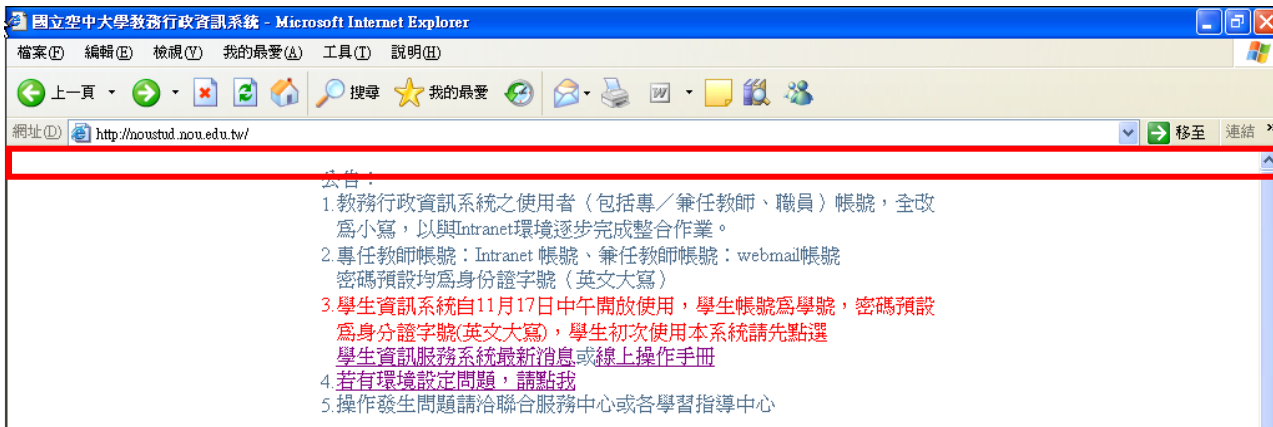 國立空中大學教務行政資訊系統 - Microsoft Internet Explorer
檔案(F) 編輯(E) 檢視(V) 我的最愛(A) 工具(T) 說明(H)
上一頁 搜尋 我的最愛
網址(D) http://noustud.nou.edu.tw/ 移至 連結 »
公告：
1.教務行政資訊系統之使用者（包括專／兼任教師、職員）帳號，全改
為小寫，以與Intranet環境逐步完成整合作業。
2.專任教師帳號：Intranet 帳號、兼任教師帳號：webmail帳號
密碼預設均為身份證字號（英文大寫）
3.學生資訊系統自11月17日中午開放使用，學生帳號為學號，密碼預設
為身分證字號(英文大寫)，學生初次使用本系統請先點選
學生資訊服務系統最新消息或線上操作手冊
4.若有環境設定問題，請點我
5.操作發生問題請洽聯合服務中心或各學習指導中心